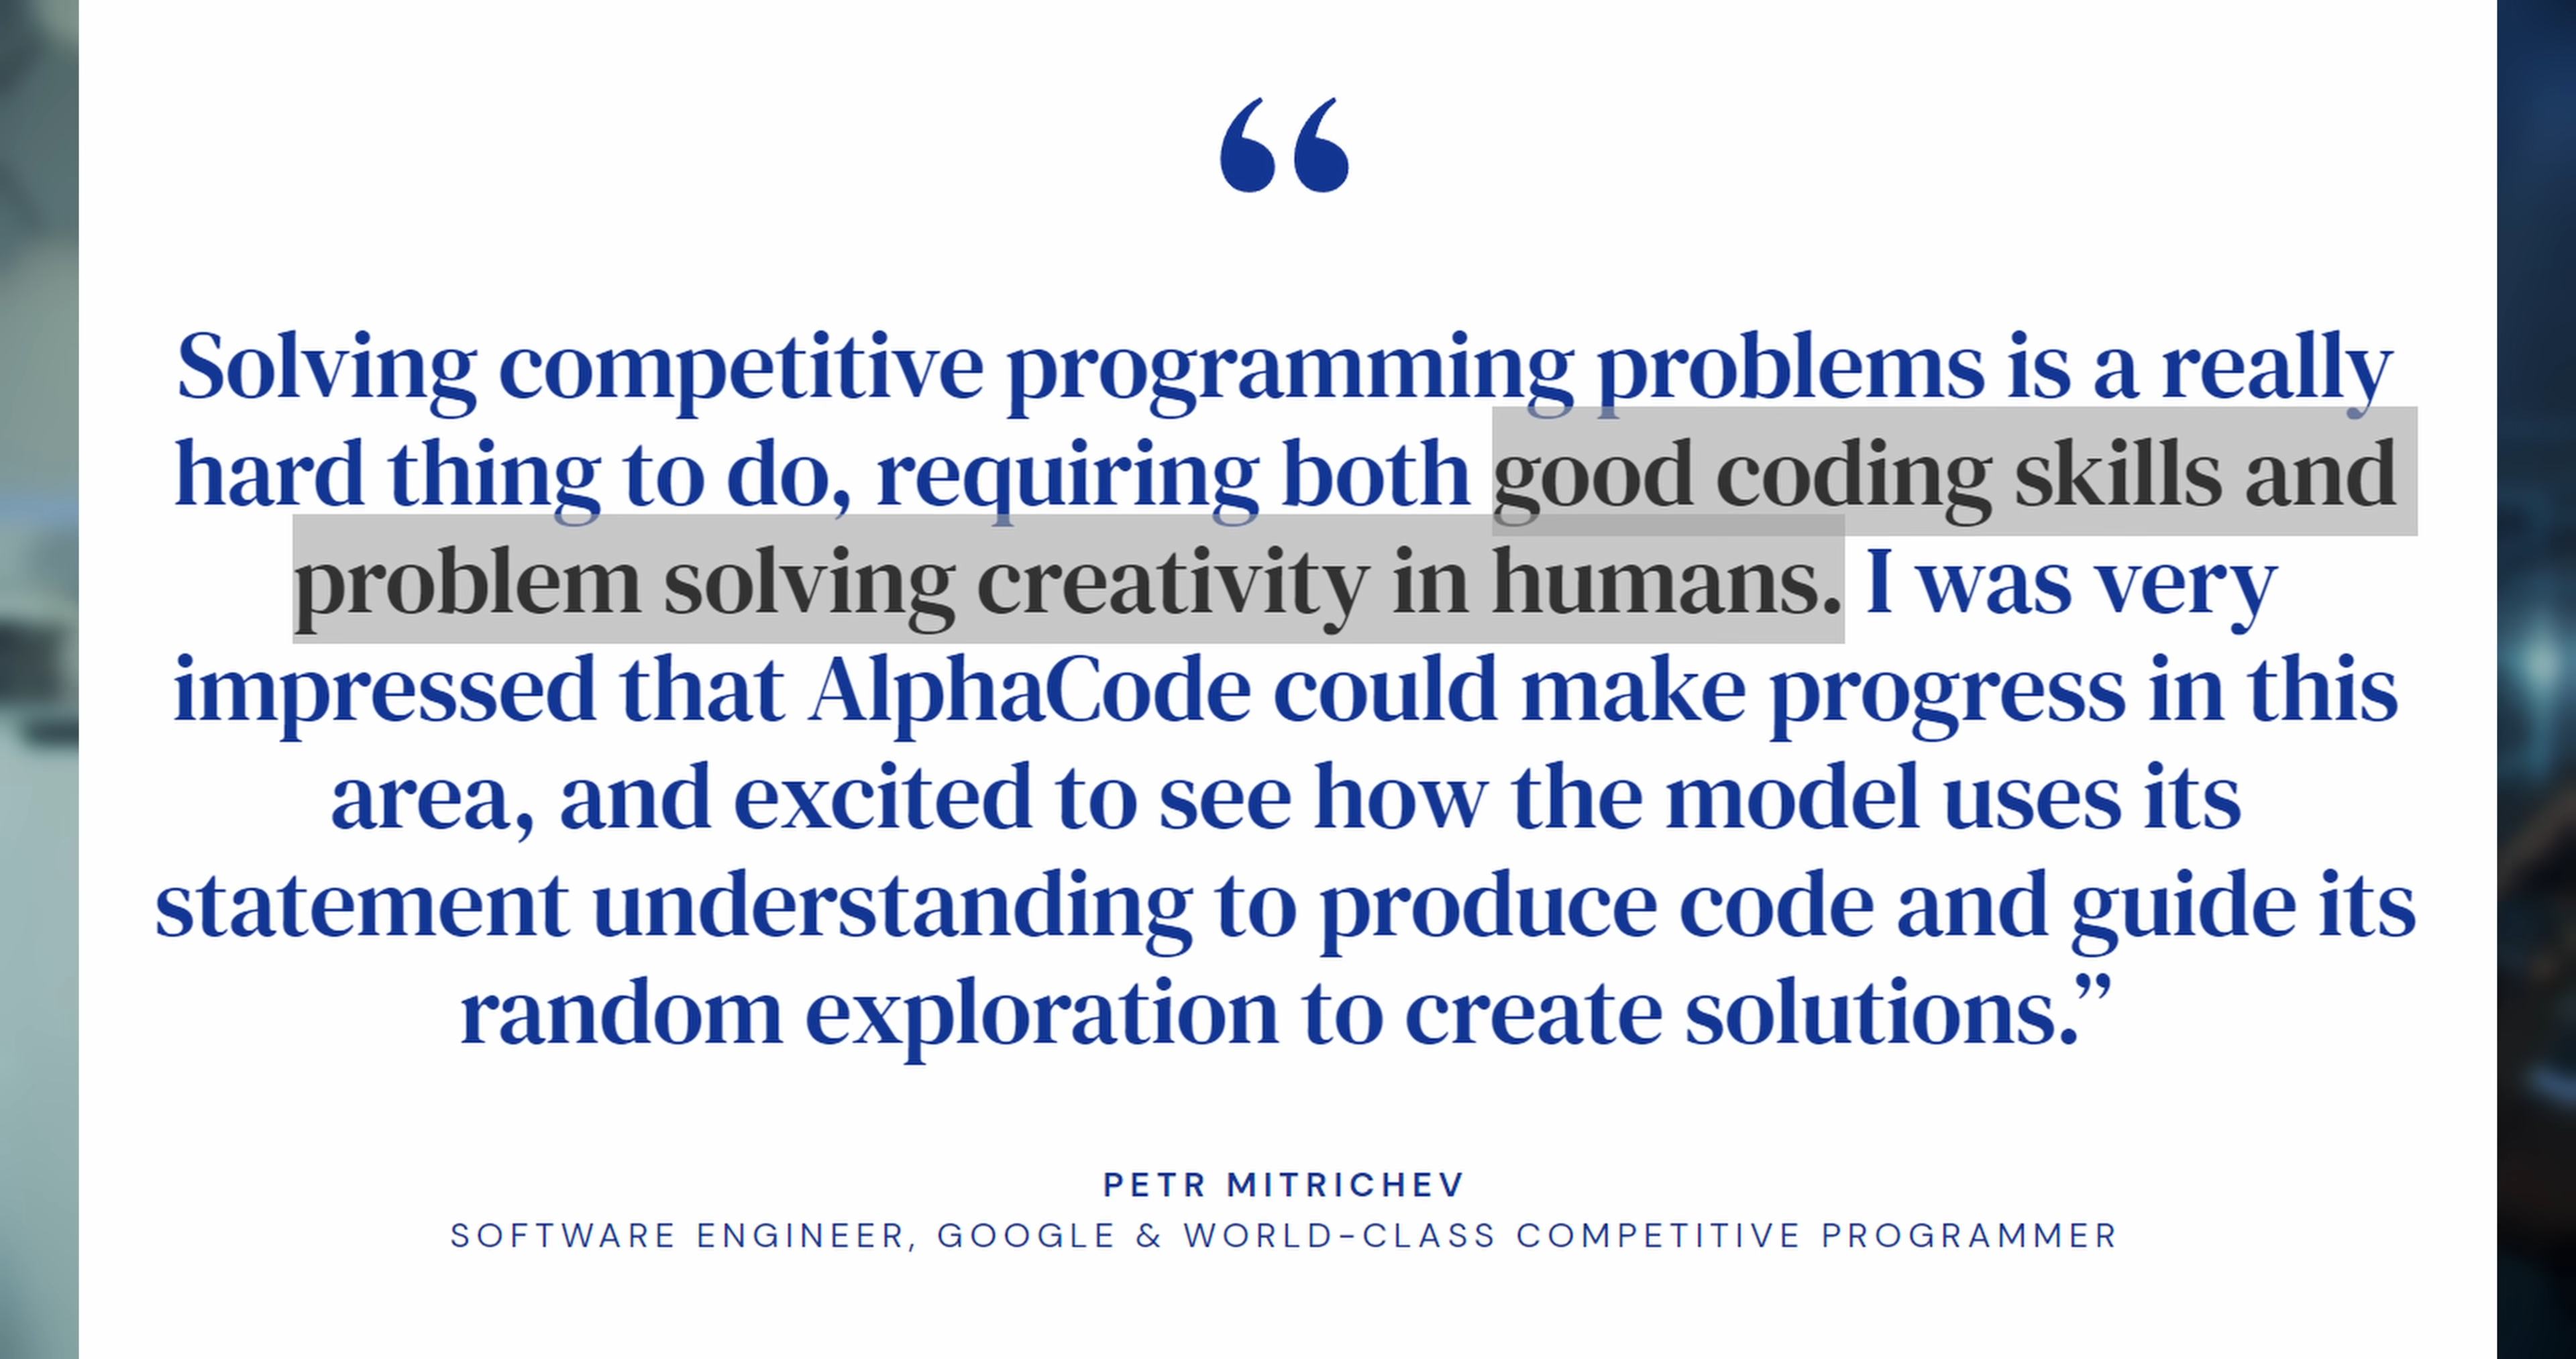 “
Solving competitive programming problems is a really
hard thing to do, requiring both good coding skills and
problem solving creativity in humans. I was very
impressed that AlphaCode could make progress in this
area, and excited to see how the model uses its
statement understanding to produce code and guide its
random exploration to create solutions.”
PETR MITRICHEV
SOFTWARE ENGINEER, GOOGLE & WORLD-CLASS COMPETITIVE PROGRAMMER